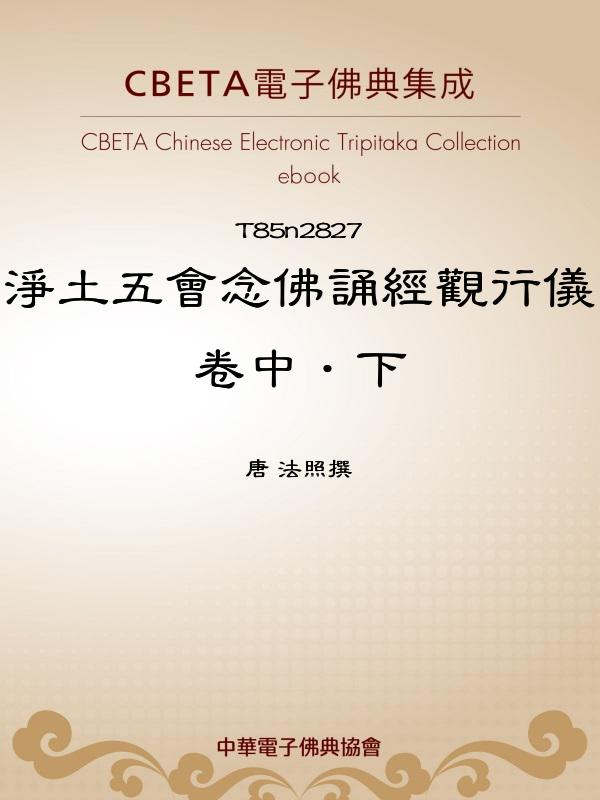 CBETA電子佛典集成
CBETA Chinese Electronic Tripitaka Collection
ebook
T85n2827
淨土五會念佛誦經觀行儀
卷中・下
唐 法照撰
中華電子佛典協會